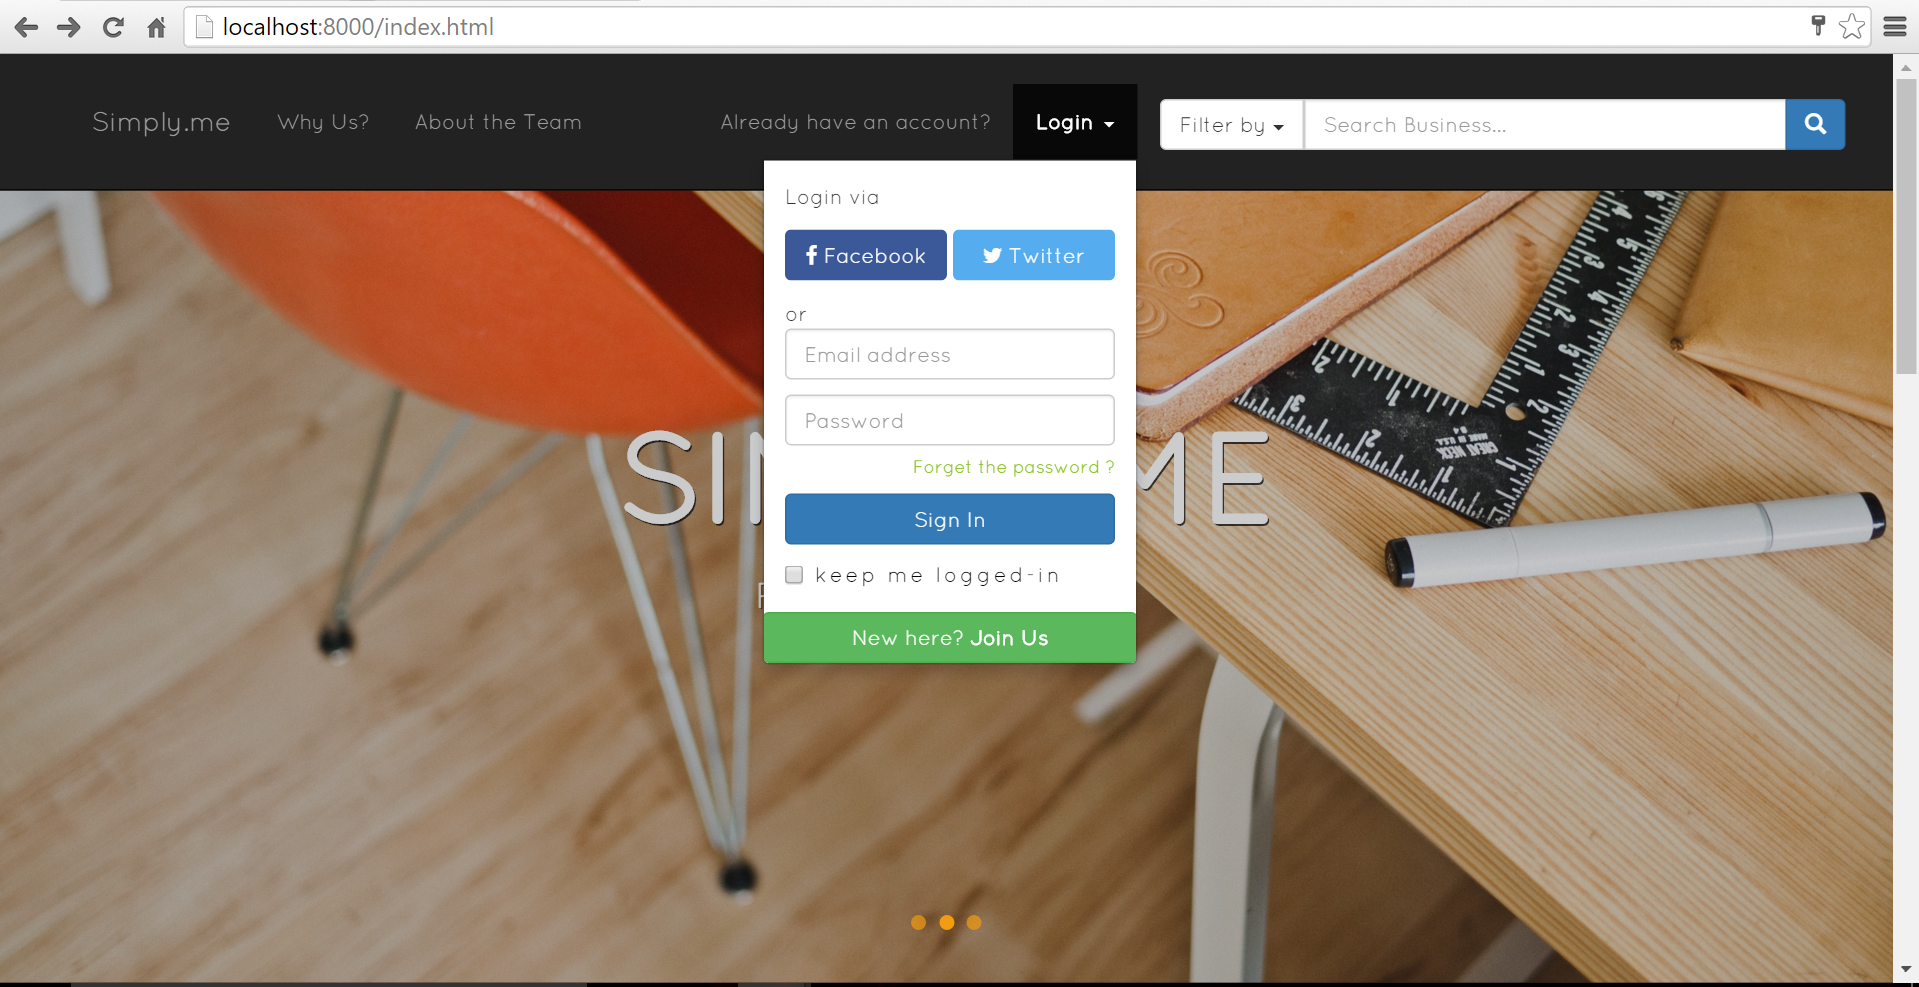 localhost:8000/index.html
Simply.me Why Us? About the Team Already have an account? Login Filter by Search Business...
Login via
Facebook Twitter
or
Email address
Password
Forget the password ?
Sign In
keep me logged-in
New here? Join Us